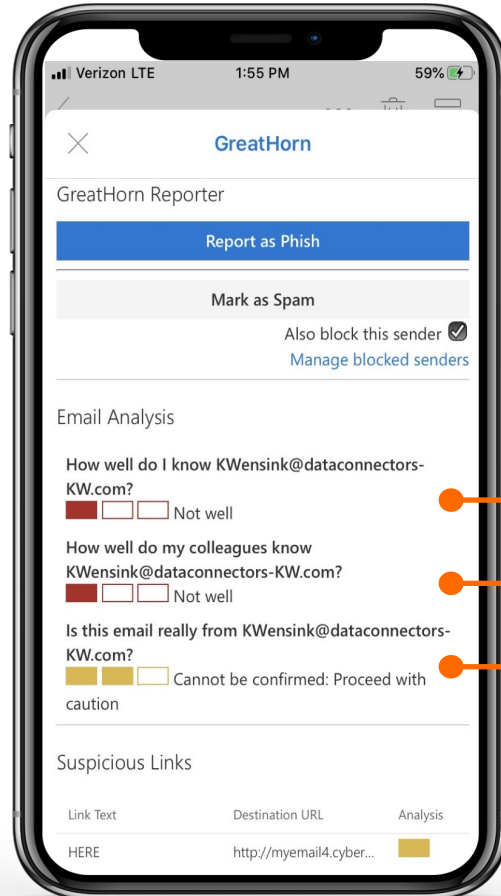 Verizon LTE 1:55 PM 59%
GreatHorn
GreatHorn Reporter
Report as Phish
Mark as Spam
Also block this sender
Manage blocked senders
Email Analysis
How well do I know KWensink@dataconnectors-
KW.com?
Not well
How well do my colleagues know
KWensink@dataconnectors-KW.com?
Not well
Is this email really from KWensink@dataconnectors-
KW.com?
Cannot be confirmed: Proceed with
caution
Suspicious Links
Link Text Destination URL Analysis
HERE http://myemail4.cyber...